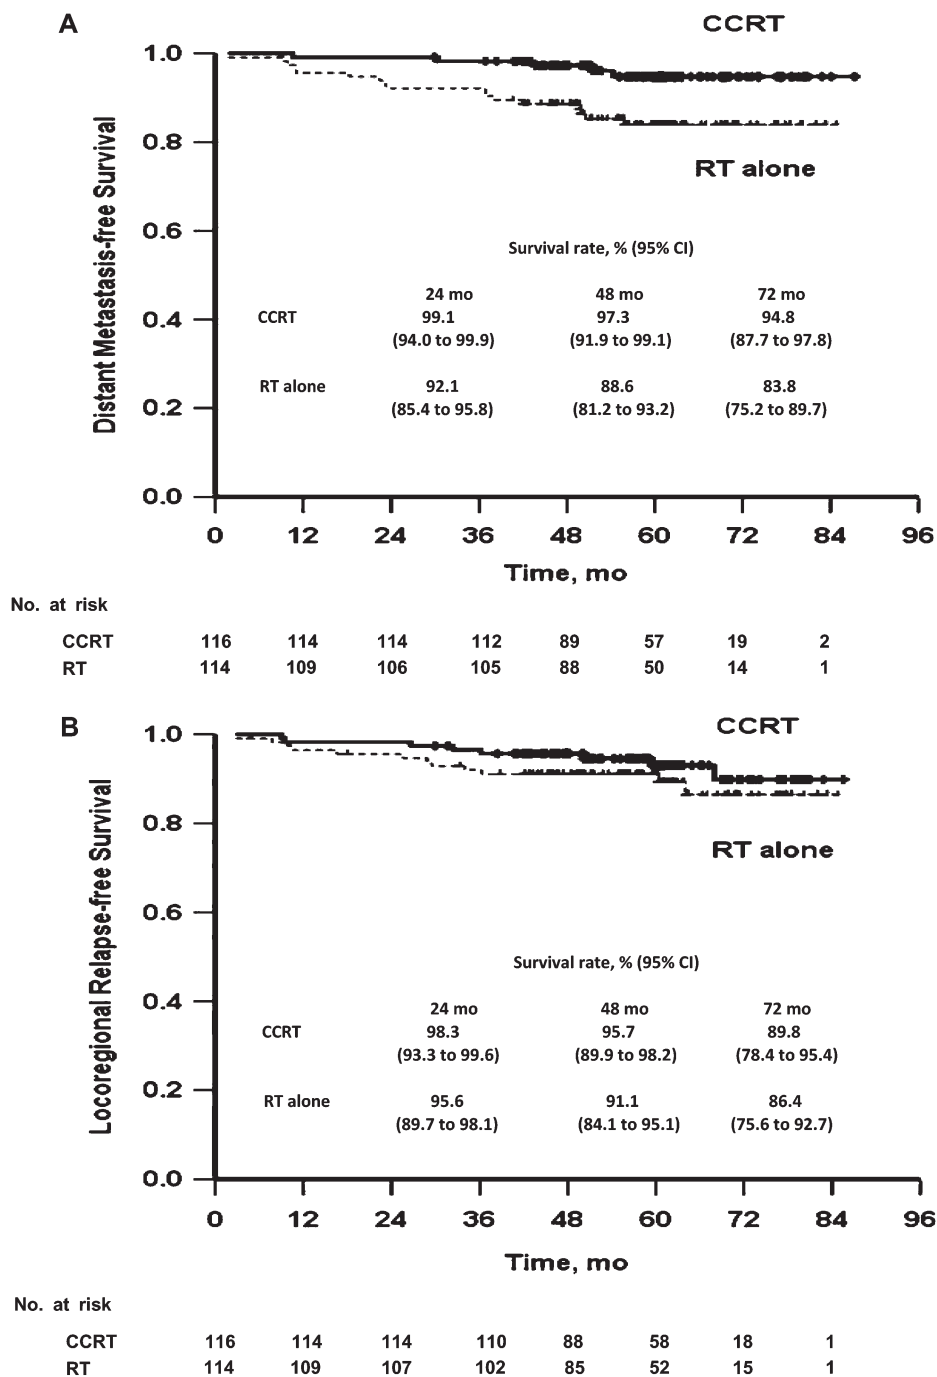 A
CCRT
1.0
0.8
RT alone
0.6
Survival rate, % (95% CI)
24 mo 48 mo 72 mo
0.4
CCRT 99.1 97.3 94.8
(94.0 to 99.9) (91.9 to 99.1) (87.7 to 97.8)
RT alone 92.1 88.6 83.8
0.2
(85.4 to 95.8) (81.2 to 93.2) (75.2 to 89.7)
0.0
Distant Metastasis-free Survival
0 12 24 36 48 60 72 84 96
Time, mo
No. at risk
CCRT 116 114 114 112 89 57 19 2
RT 114 109 106 105 88 50 14 1
B
CCRT
1.0
0.8
RT alone
0.6
Survival rate, % (95% CI)
0.4
24 mo 48 mo 72 mo
CCRT 98.3 95.7 89.8
(93.3 to 99.6) (89.9 to 98.2) (78.4 to 95.4)
0.2
RT alone 95.6 91.1 86.4
(89.7 to 98.1) (84.1 to 95.1) (75.6 to 92.7)
0.0
Locoregional Relapse-free Survival
0 12 24 36 48 60 72 84 96
Time, mo
No. at risk
CCRT 116 114 114 110 88 58 18 1
RT 114 109 107 102 85 52 15 1